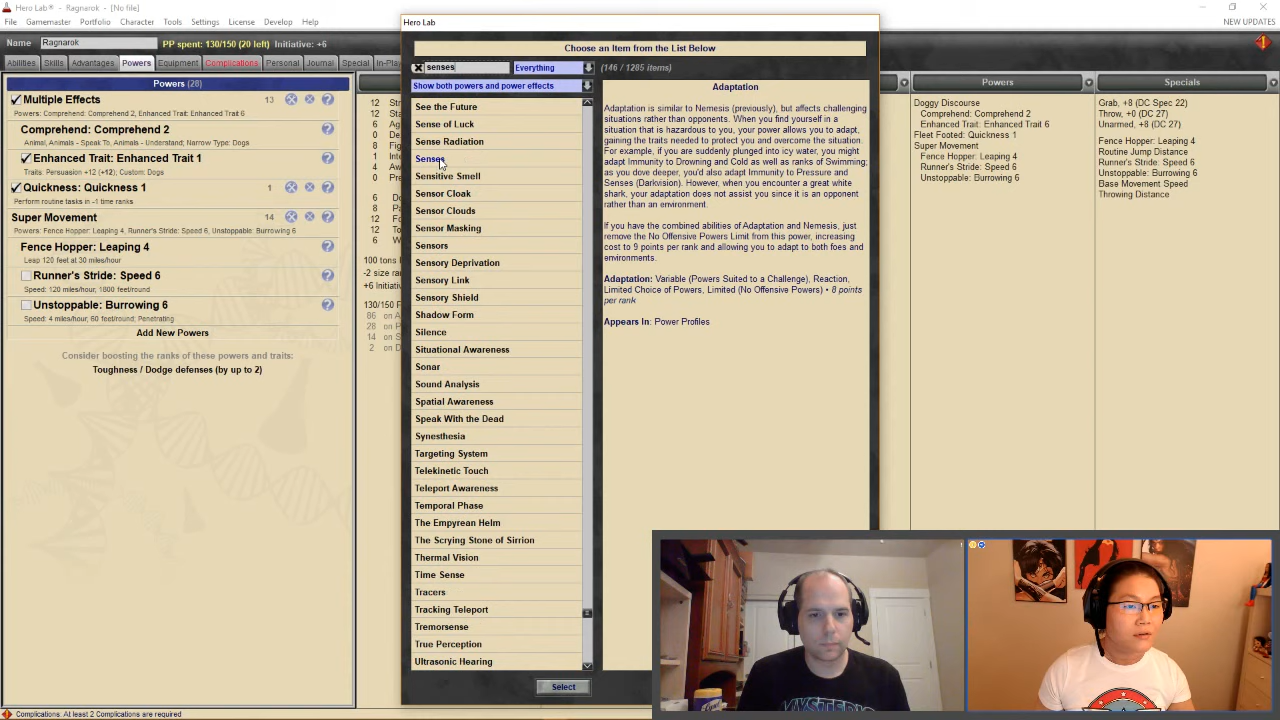 Hero Lab® - Ragnarok - [No file]
File Gamemaster Portfolio Character Tools Settings License Develop Help
NEW UPDATES
Name Ragnarok PP spent: 130/150 (20 left) Initiative: +6
Abilities Skills Advantages Powers Equipment Complications Personal Journal Special In-Play
Powers (28)
Multiple Effects 13
Powers: Comprehend: Comprehend 2, Enhanced Trait: Enhanced Trait 6
Comprehend: Comprehend 2
Animal, Animals - Speak To, Animals - Understand; Narrow Type: Dogs
Enhanced Trait: Enhanced Trait 1
Traits: Persuasion +12 (+12); Custom: Dogs
Quickness: Quickness 1 1
Perform routine tasks in -1 time ranks
Super Movement 14
Powers: Fence Hopper: Leaping 4, Runner's Stride: Speed 6, Unstoppable: Burrowing 6
Fence Hopper: Leaping 4
Leap 120 feet at 30 miles/hour
Runner's Stride: Speed 6
Speed: 120 miles/hour, 1800 feet/round
Unstoppable: Burrowing 6
Speed: 4 miles/hour, 60 feet/round; Penetrating
Add New Powers
Consider boosting the ranks of these powers and traits:
Toughness / Dodge defenses (by up to 2)
Complications: At least 2 Complications are required
100 tons
-2 size
+6 Initiati
Hero Lab
Choose an Item from the List Below
senses Everything (146 / 1285 items)
Show both powers and power effects
See the Future
Sense of Luck
Sense Radiation
Senses
Sensitive Smell
Sensor Cloak
Sensor Clouds
Sensor Masking
Sensors
Sensory Deprivation
Sensory Link
Sensory Shield
Shadow Form
Silence
Situational Awareness
Sonar
Sound Analysis
Spatial Awareness
Speak With the Dead
Synesthesia
Targeting System
Telekinetic Touch
Teleport Awareness
Temporal Phase
The Empyrean Helm
The Scrying Stone of Sirrion
Thermal Vision
Time Sense
Tracers
Tracking Teleport
Tremorsense
True Perception
Ultrasonic Hearing
Select
Adaptation
Adaptation is similar to Nemesis (previously), but affects challenging
situations rather than opponents. When you find yourself in a
situation that is hazardous to you, your power allows you to adapt,
gaining the traits needed to protect you and overcome the situation.
For example, if you are suddenly plunged into icy water, you might
adapt Immunity to Drowning and Cold as well as ranks of Swimming;
as you dove deeper, you'd also adapt Immunity to Pressure and
Senses (Darkvision). However, when you encounter a great white
shark, your adaptation does not assist you since it is an opponent
rather than an environment.
If you have the combined abilities of Adaptation and Nemesis, just
remove the No Offensive Powers Limit from this power, increasing
cost to 9 points per rank and allowing you to adapt to both foes and
environments.
Adaptation: Variable (Powers Suited to a Challenge), Reaction,
Limited Choice of Powers, Limited (No Offensive Powers) • 8 points
per rank
Appears In: Power Profiles
Powers
Doggy Discourse
Comprehend: Comprehend 2
Enhanced Trait: Enhanced Trait 6
Fleet Footed: Quickness 1
Super Movement
Fence Hopper: Leaping 4
Runner's Stride: Speed 6
Unstoppable: Burrowing 6
Specials
Grab, +8 (DC Spec 22)
Throw, +0 (DC 27)
Unarmed, +8 (DC 27)
Fence Hopper: Leaping 4
Routine Jump Distance
Runner's Stride: Speed 6
Unstoppable: Burrowing 6
Base Movement Speed
Throwing Distance